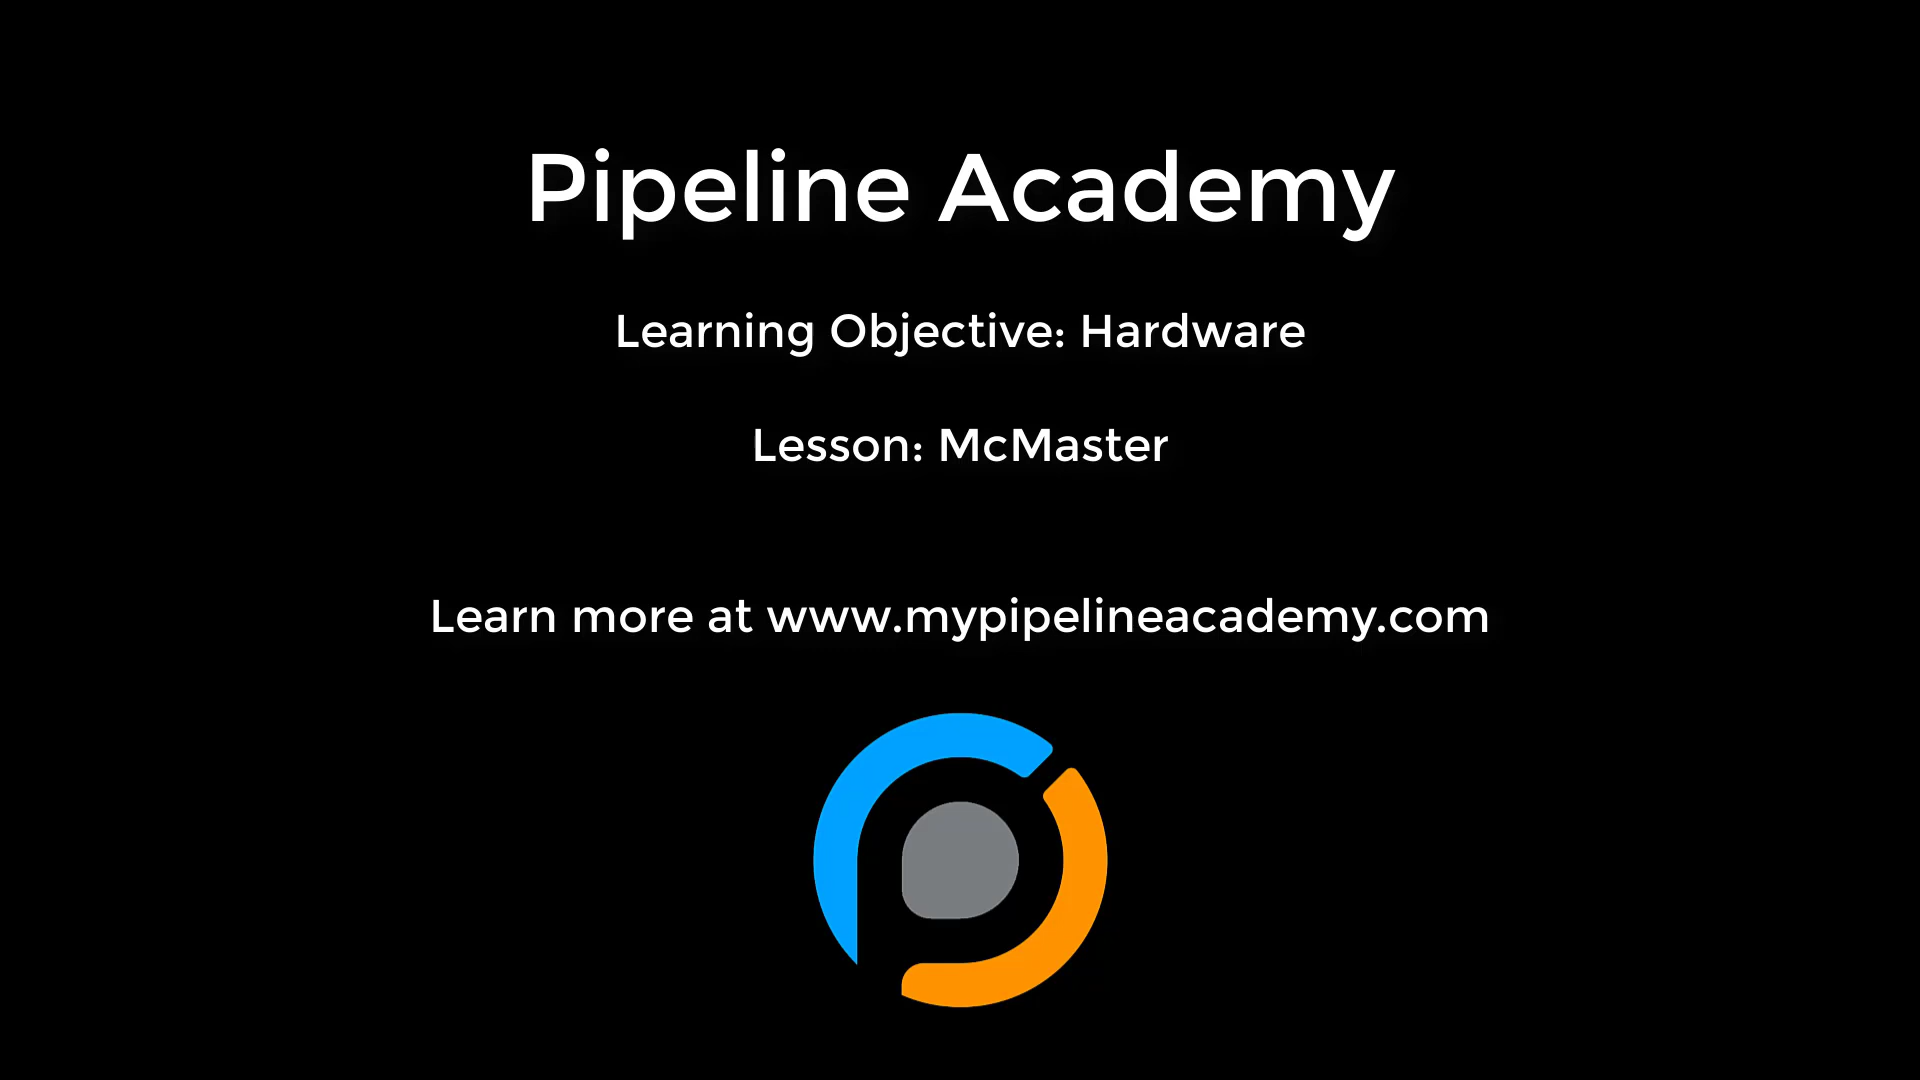 Pipeline Academy
Learning Objective: Hardware
Lesson: McMaster
Learn more at www.mypipelineacademy.com